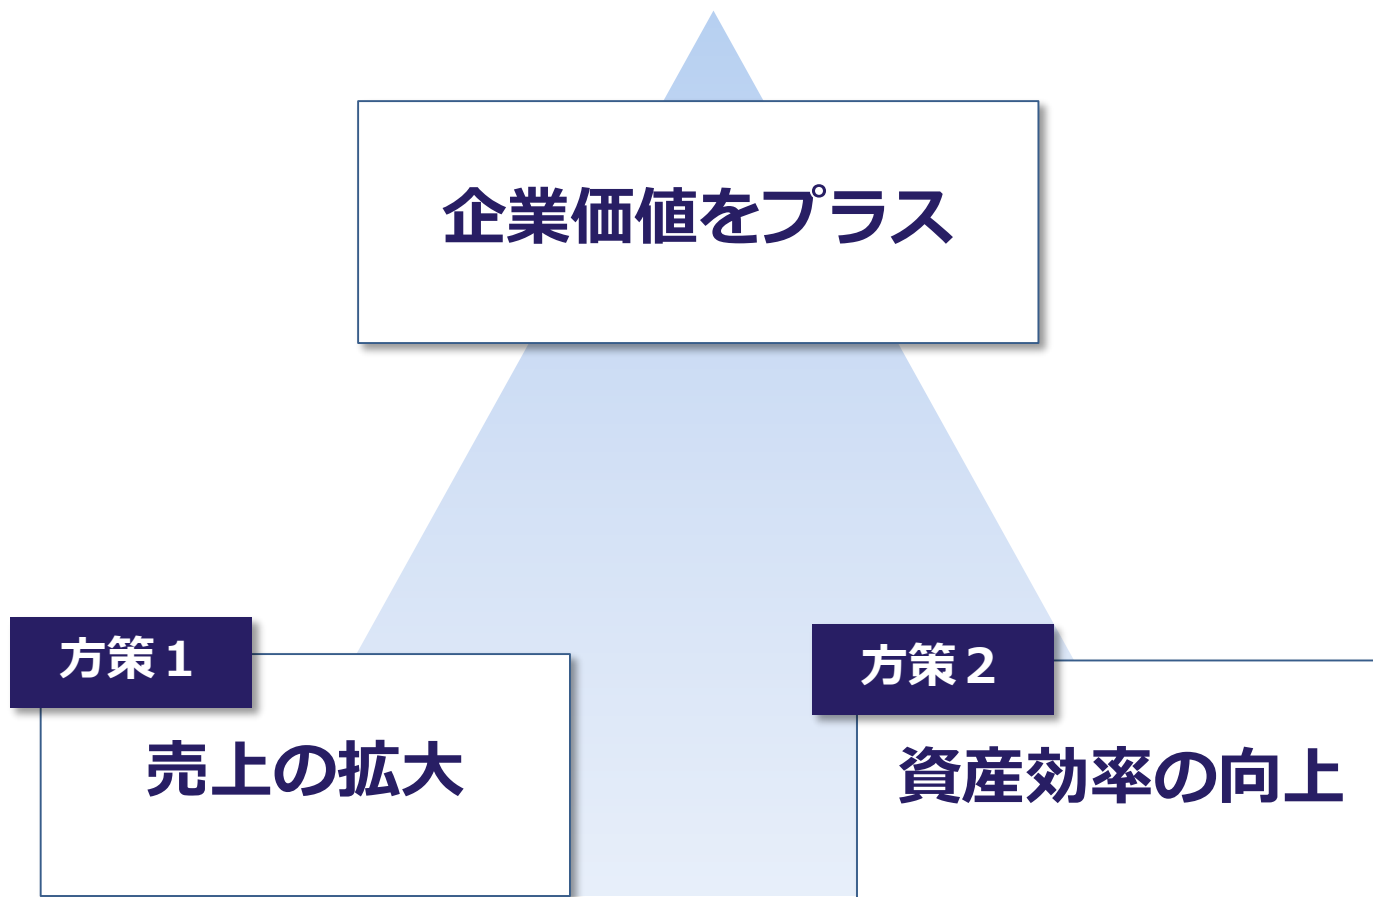 企業価値をプラス
方策１
売上の拡大
方策２
資産効率の向上